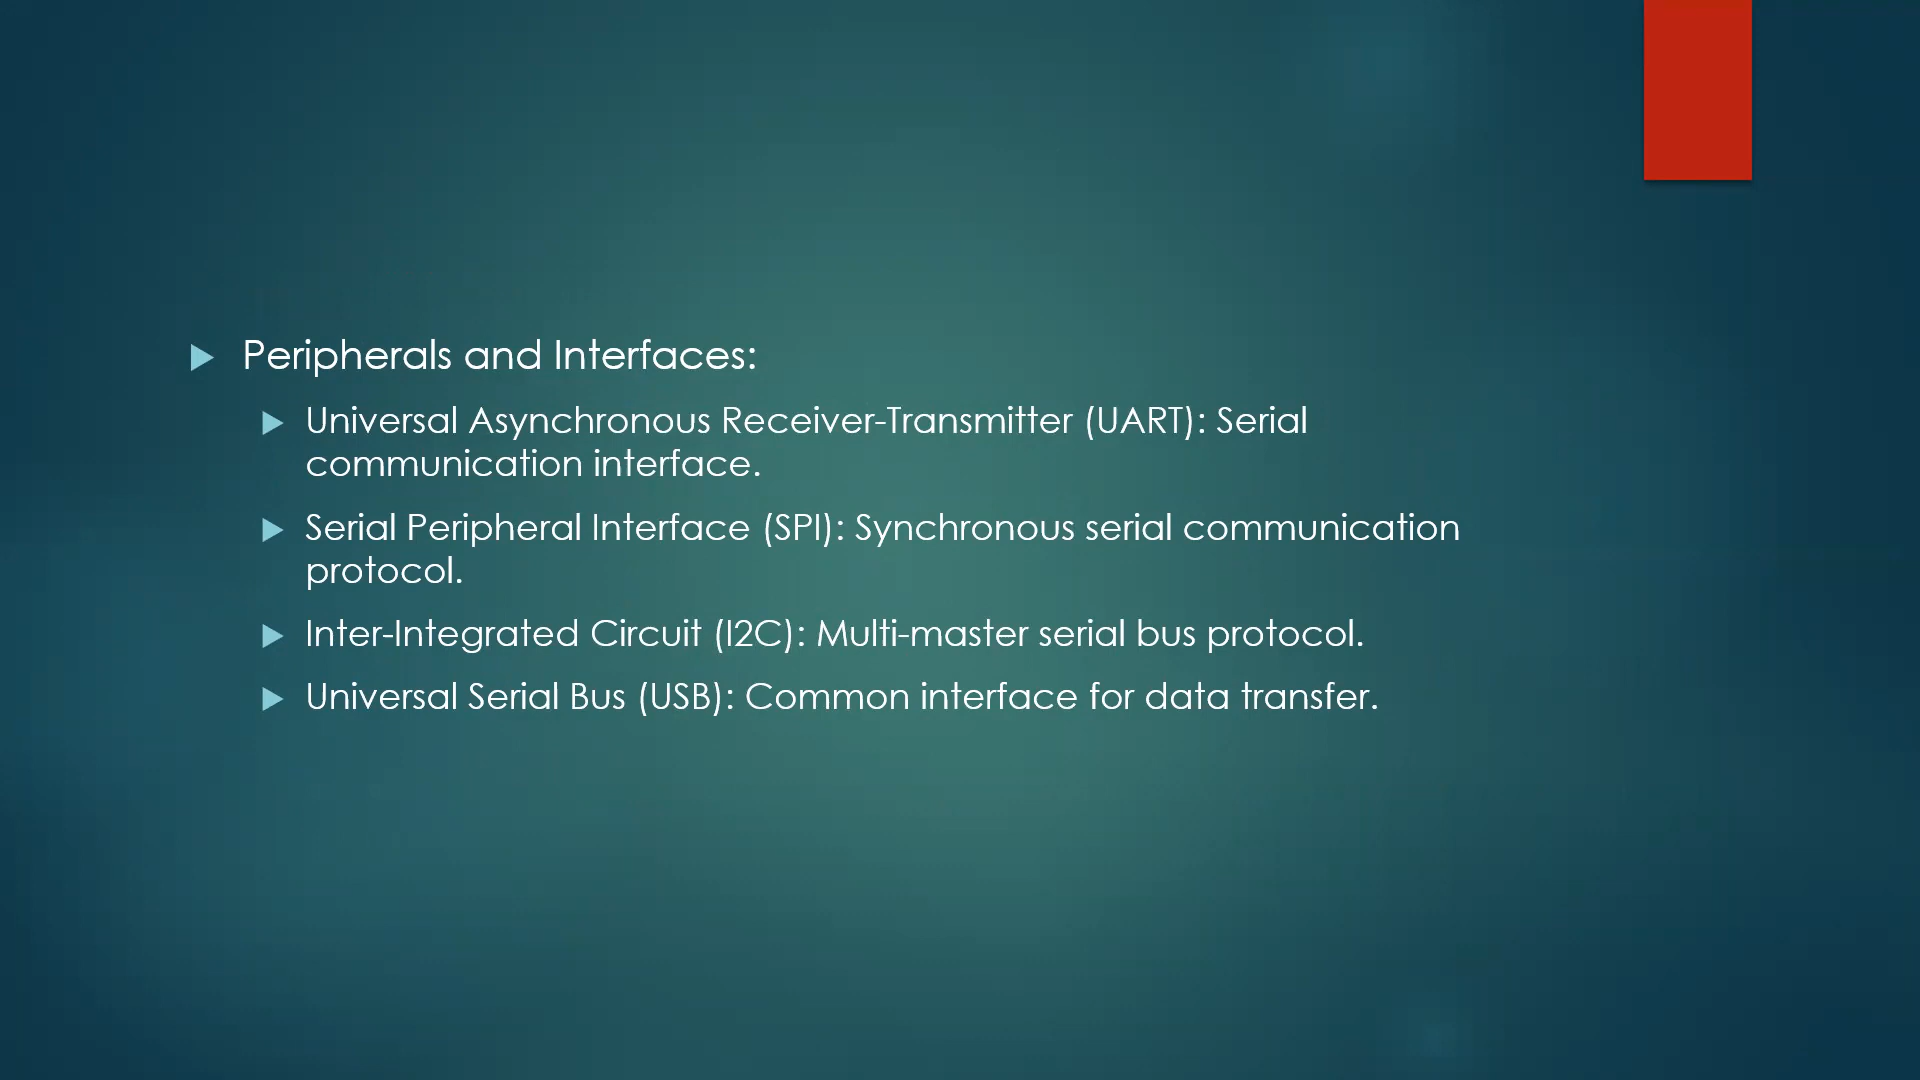 Peripherals and Interfaces:
Universal Asynchronous Receiver-Transmitter (UART): Serial
communication interface.
Serial Peripheral Interface (SPI): Synchronous serial communication
protocol.
Inter-Integrated Circuit (I2C): Multi-master serial bus protocol.
Universal Serial Bus (USB): Common interface for data transfer.